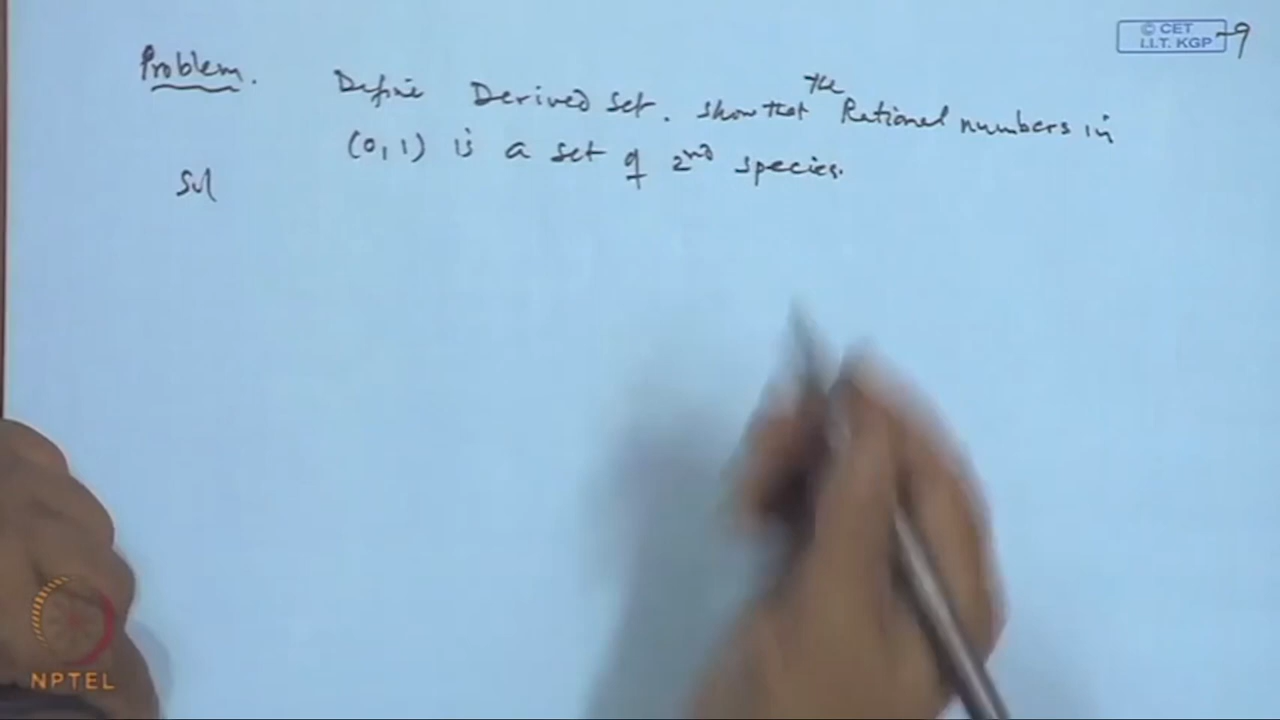 © CET
I.I.T. KGP
-9
Problem.
Define Derived Set. Show that the Rational numbers in
(0,1) is a set of 2nd species.
Sol
NPTEL